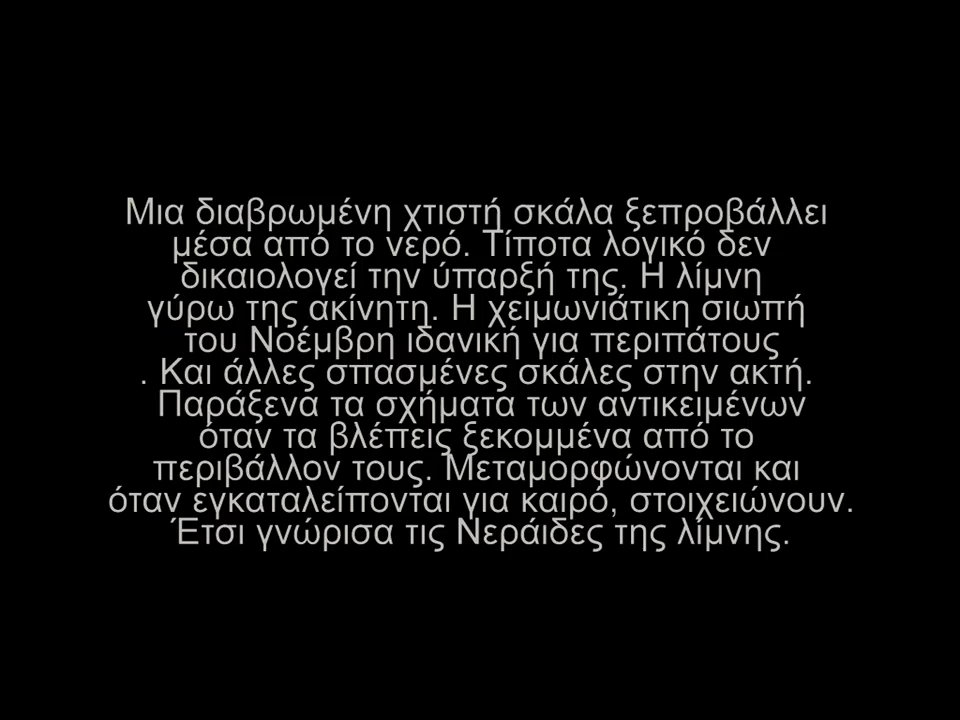 Μια διαβρωμένη χτιστή σκάλα ξεπροβάλλει
μέσα από το νερό. Τίποτα λογικό δεν
δικαιολογεί την ύπαρξή της. Η λίμνη
γύρω της ακίνητη. Η χειμωνιάτικη σιωπή
του Νοέμβρη ιδανική για περιπάτους
. Και άλλες σπασμένες σκάλες στην ακτή.
Παράξενα τα σχήματα των αντικειμένων
όταν τα βλέπεις ξεκομμένα από το
περιβάλλον τους. Μεταμορφώνονται και
όταν εγκαταλείπονται για καιρό, στοιχειώνουν.
Έτσι γνώρισα τις Νεράιδες της λίμνης.